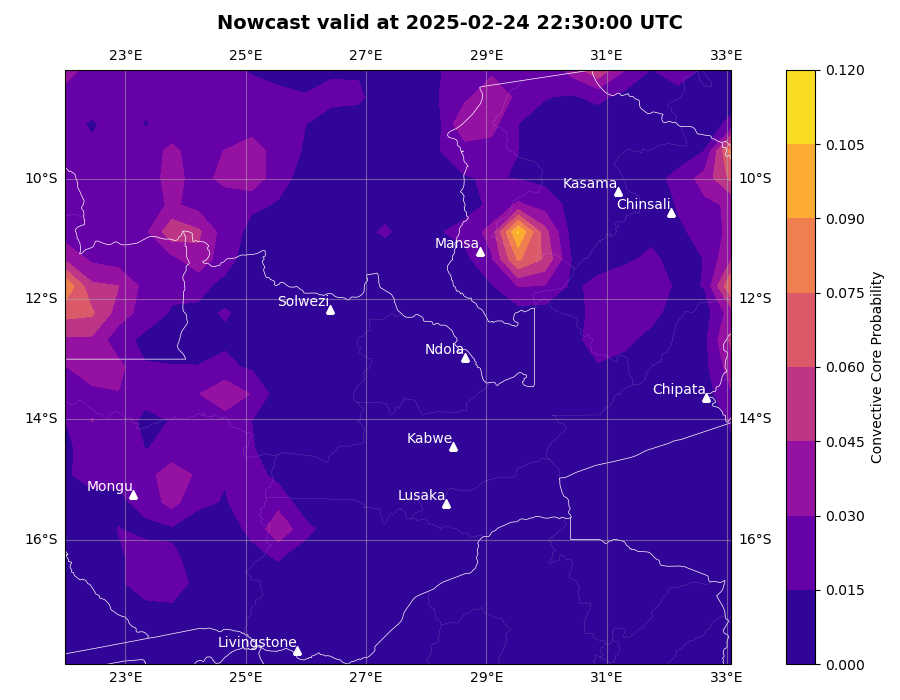 Nowcast valid at 2025-02-24 22:30:00 UTC
23°E 25°E 27°E 29°E 31°E 33°E
0.120
0.105
10°S 10°S
Kasama
Chinsali
0.090
Mansa
0.075
12°S 12°S
Solwezi
Ndola
0.060
Chipata
14°S 14°S
0.045
Kabwe
Mongu
Lusaka
0.030
16°S 16°S
0.015
Livingstone
0.000
23°E 25°E 27°E 29°E 31°E 33°E
Convective Core Probability